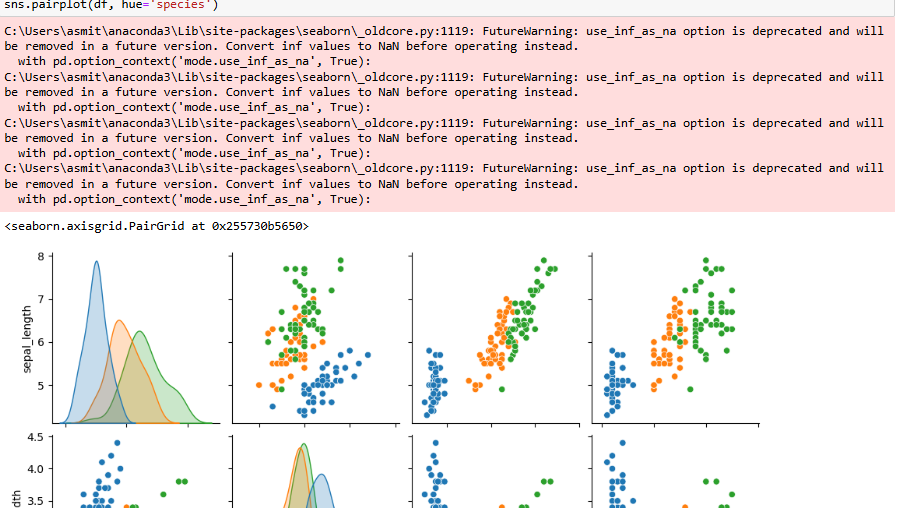 sns.pairplot(df, hue='species')
C:\Users\asmit\anaconda3\Lib\site-packages\seaborn\_oldcore.py:1119: FutureWarning: use_inf_as_na option is deprecated and will
be removed in a future version. Convert inf values to NaN before operating instead.
  with pd.option_context('mode.use_inf_as_na', True):
C:\Users\asmit\anaconda3\Lib\site-packages\seaborn\_oldcore.py:1119: FutureWarning: use_inf_as_na option is deprecated and will
be removed in a future version. Convert inf values to NaN before operating instead.
  with pd.option_context('mode.use_inf_as_na', True):
C:\Users\asmit\anaconda3\Lib\site-packages\seaborn\_oldcore.py:1119: FutureWarning: use_inf_as_na option is deprecated and will
be removed in a future version. Convert inf values to NaN before operating instead.
  with pd.option_context('mode.use_inf_as_na', True):
C:\Users\asmit\anaconda3\Lib\site-packages\seaborn\_oldcore.py:1119: FutureWarning: use_inf_as_na option is deprecated and will
be removed in a future version. Convert inf values to NaN before operating instead.
  with pd.option_context('mode.use_inf_as_na', True):
<seaborn.axisgrid.PairGrid at 0x255730b5650>
8
7
6
5
sepal_length
4.5
4.0
3.5
dth